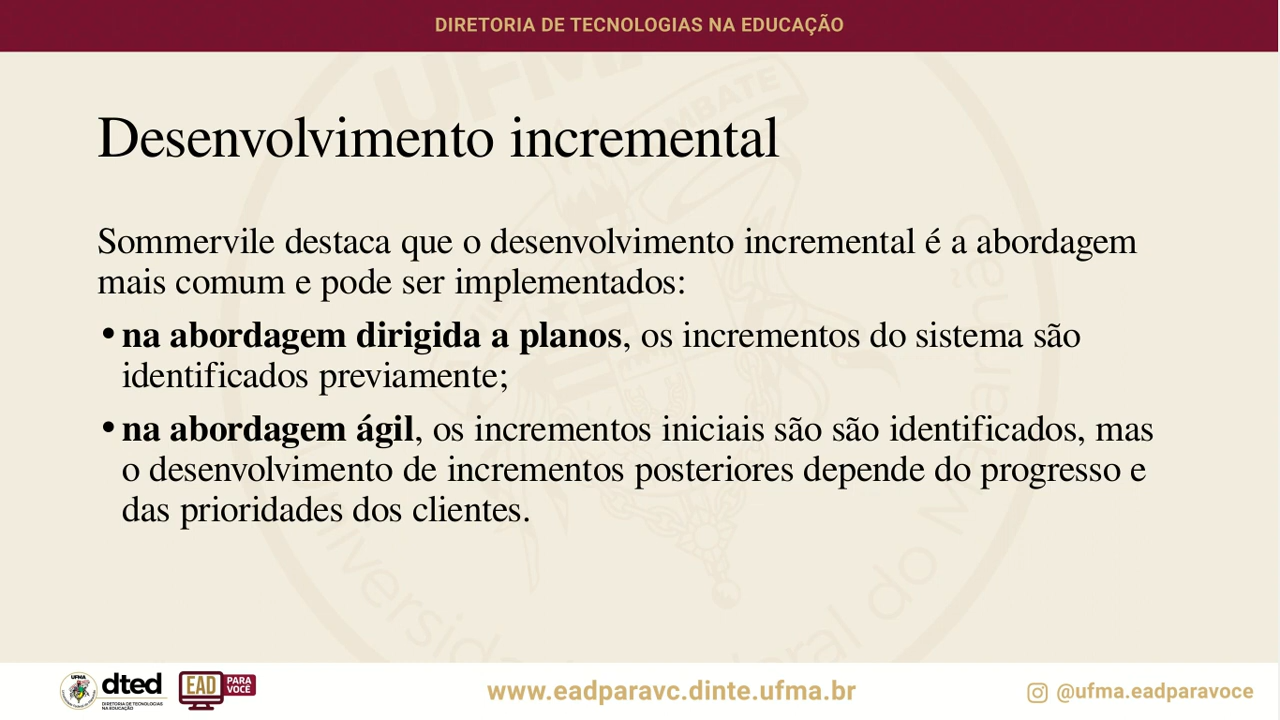 DIRETORIA DE TECNOLOGIAS NA EDUCAÇÃO
Desenvolvimento incremental
Sommervile destaca que o desenvolvimento incremental é a abordagem
mais comum e pode ser implementados:
• na abordagem dirigida a planos, os incrementos do sistema são
identificados previamente;
• na abordagem ágil, os incrementos iniciais são são identificados, mas
o desenvolvimento de incrementos posteriores depende do progresso e
das prioridades dos clientes.
UFMA
dted
DIRETORIA DE TECNOLOGIAS
NA EDUCAÇÃO
EAD PARA
VOCÊ
www.eadparavc.dinte.ufma.br
@ufma.eadparavoce